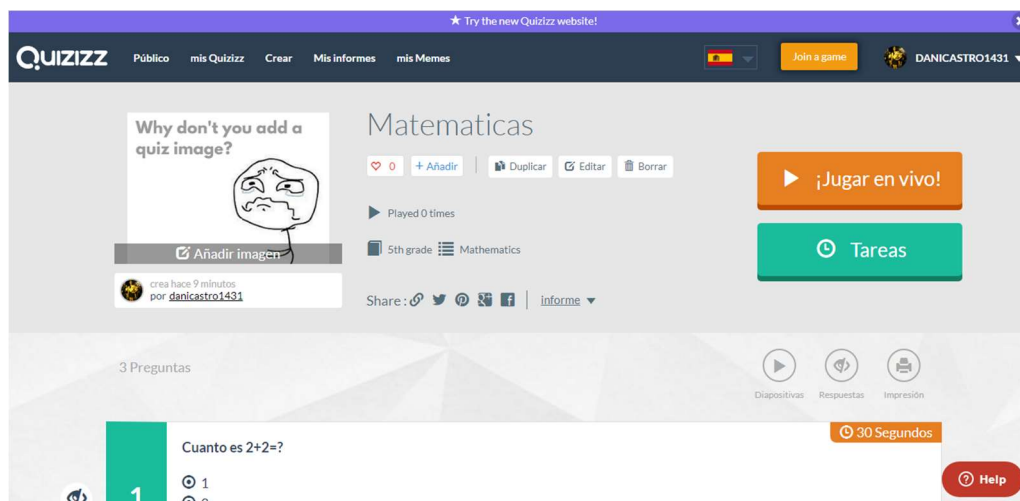 ★ Try the new Quizizz website!
QUIZIZZ Público mis Quizizz Crear Mis informes mis Memes Join a game DANICASTRO1431
Why don't you add a quiz image?
Añadir imagen
crea hace 9 minutos
por danicastro1431
Matematicas
0 + Añadir Duplicar Editar Borrar
Played 0 times
5th grade Mathematics
Share : informe
¡Jugar en vivo!
Tareas
3 Preguntas
Diapositivas Respuestas Impresión
30 Segundos
1
Cuanto es 2+2=?
1
Help